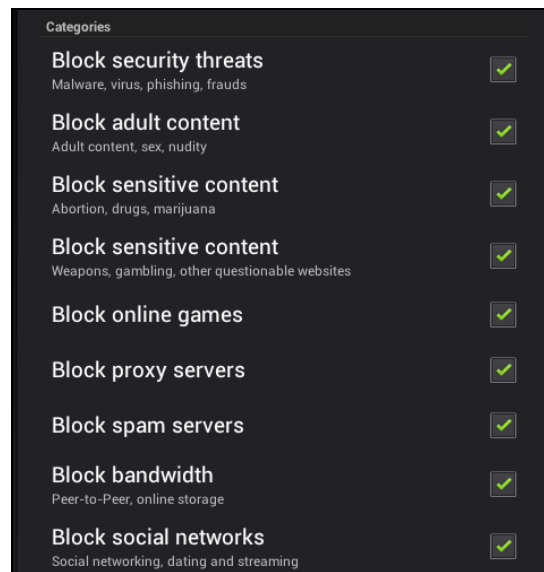 Categories
Block security threats
Malware, virus, phishing, frauds
Block adult content
Adult content, sex, nudity
Block sensitive content
Abortion, drugs, marijuana
Block sensitive content
Weapons, gambling, other questionable websites
Block online games
Block proxy servers
Block spam servers
Block bandwidth
Peer-to-Peer, online storage
Block social networks
Social networking, dating and streaming